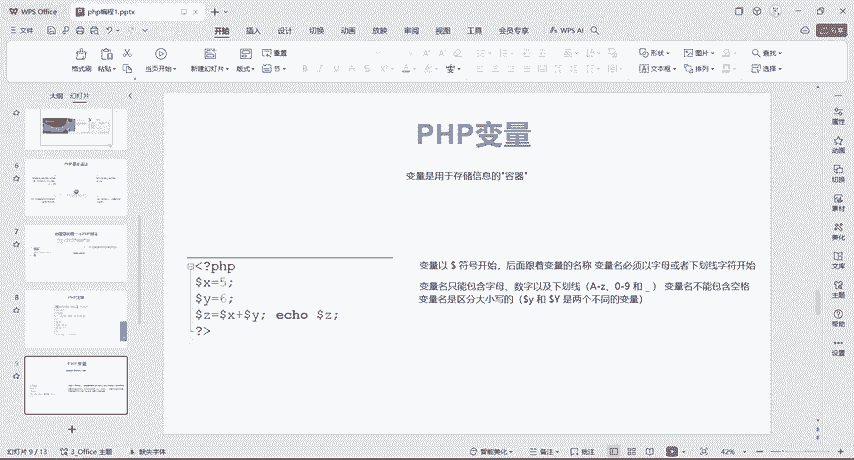 WPS Office
php编程1.pptx
文件
开始 插入 设计 切换 动画 放映 审阅 视图 工具 会员专享 WPS AI
分享
格式刷 粘贴 当页开始 新建幻灯片 版式 重置 节
形状 图片 查找
文本框 排列 选择
大纲 幻灯片
6
7
8
PHP变量
变量是用于存储信息的"容器"
<?php
$x=5;
$y=6;
$z=$x+$y; echo $z;
?>
变量以 $ 符号开始，后面跟着变量的名称 变量名必须以字母或者下划线字符开始
变量名只能包含字母、数字以及下划线（A-z、0-9 和 _ ） 变量名不能包含空格
变量名是区分大小写的（$y 和 $Y 是两个不同的变量）
属性
动画
切换
素材
美化
文库
帮助
设置
幻灯片 9 / 13 3_Office 主题 缺失字体 智能美化 备注 批注 42%